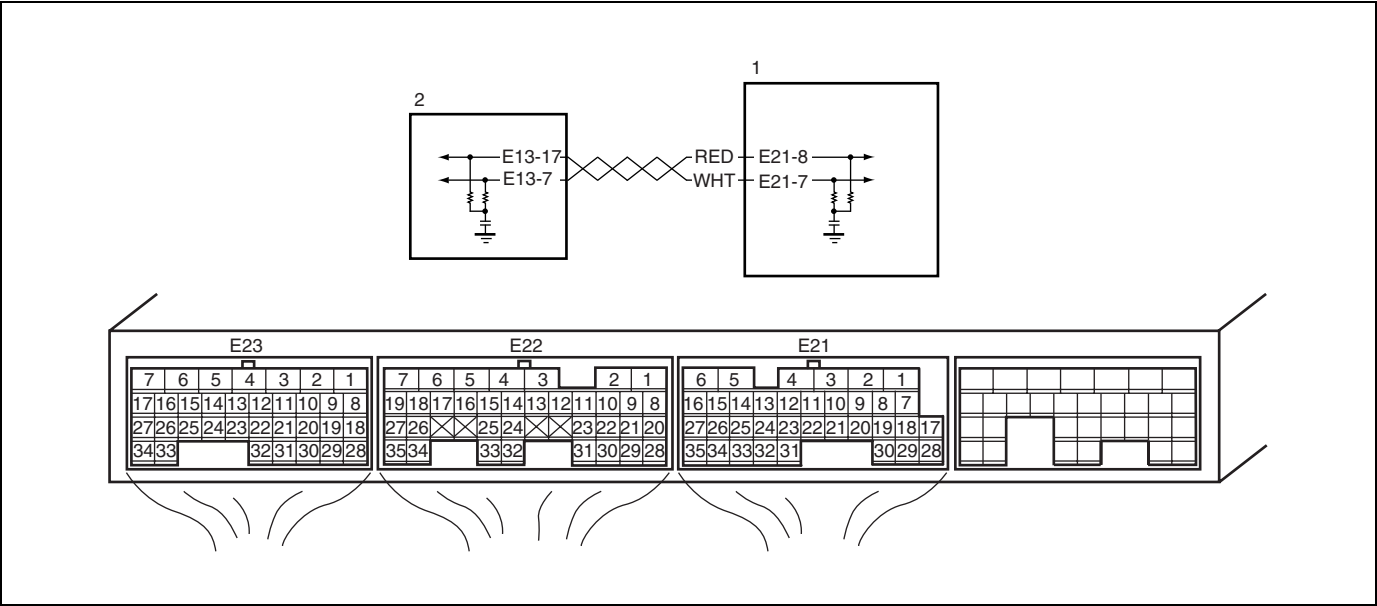 1
2
E13-17 RED E21-8
E13-7 WHT E21-7
E23 E22 E21
7 6 5 4 3 2 1 7 6 5 4 3 2 1 6 5 4 3 2 1
17 16 15 14 13 12 11 10 9 8 19 18 17 16 15 14 13 12 11 10 9 8 16 15 14 13 12 11 10 9 8 7
27 26 25 24 23 22 21 20 19 18 27 26 25 24 23 22 21 20 27 26 25 24 23 22 21 20 19 18 17
34 33 32 31 30 29 28 35 34 33 32 31 30 29 28 35 34 33 32 31 30 29 28